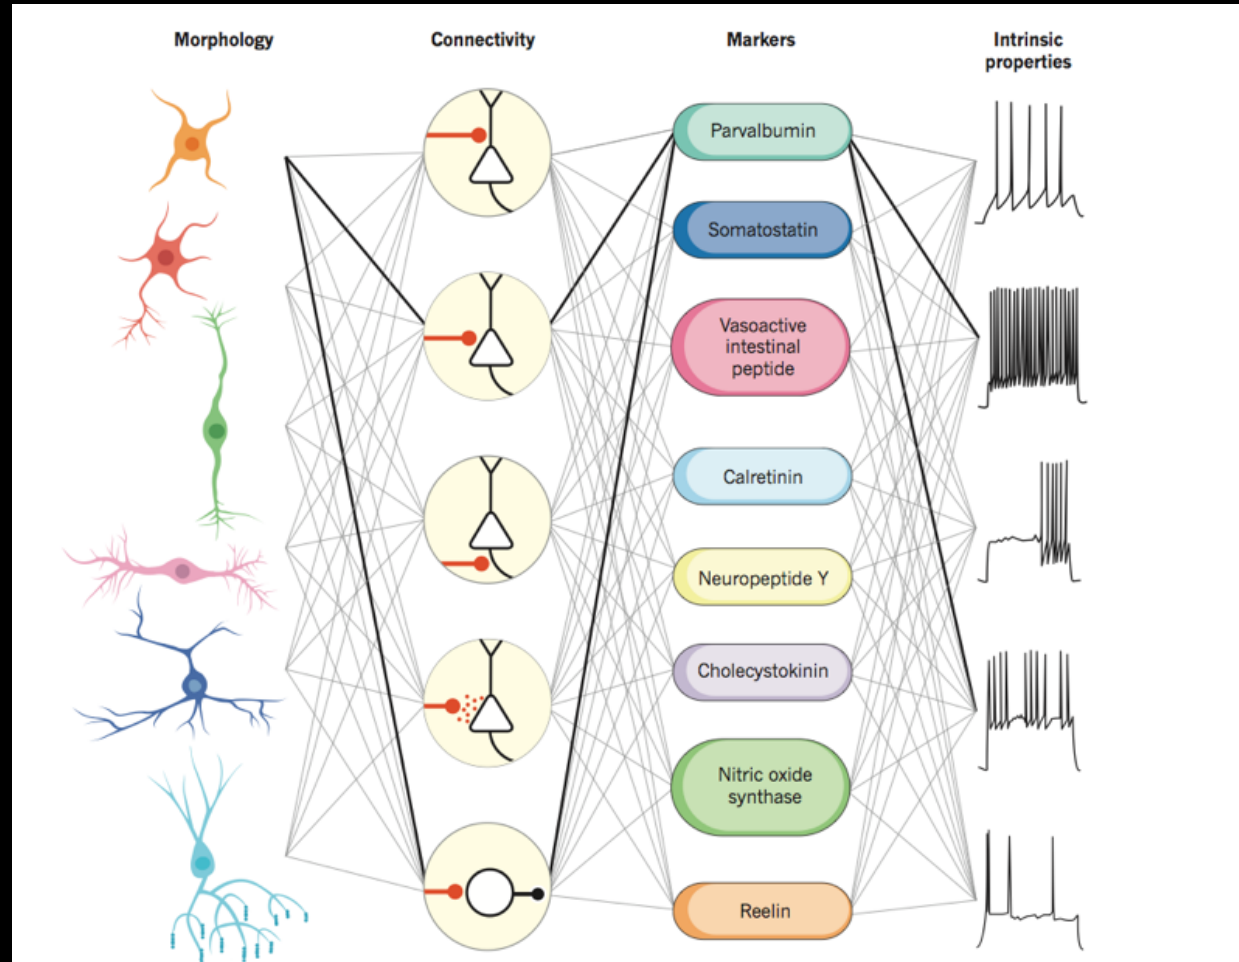 Morphology
Connectivity
Markers
Intrinsic
properties
Parvalbumin
Somatostatin
Vasoactive
intestinal
peptide
Calretinin
Neuropeptide Y
Cholecystokinin
Nitric oxide
synthase
Reelin